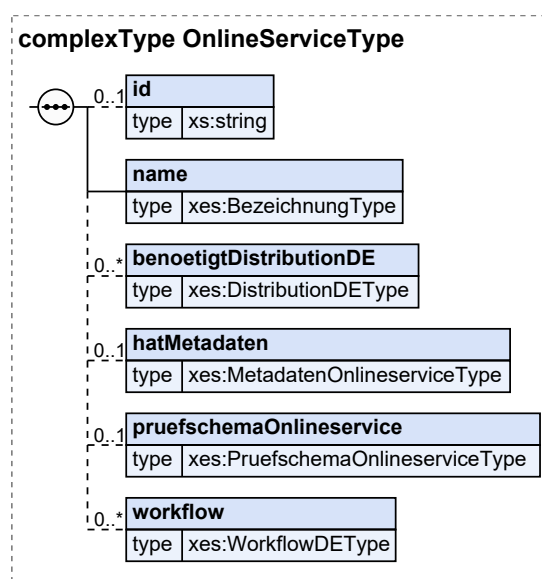 complexType OnlineServiceType
0..1 id
type xs:string
name
type xes:BezeichnungType
0..* benoetigtDistributionDE
type xes:DistributionDEType
0..1 hatMetadaten
type xes:MetadatenOnlineserviceType
0..1 pruefschemaOnlineservice
type xes:PruefschemaOnlineserviceType
0..* workflow
type xes:WorkflowDEType